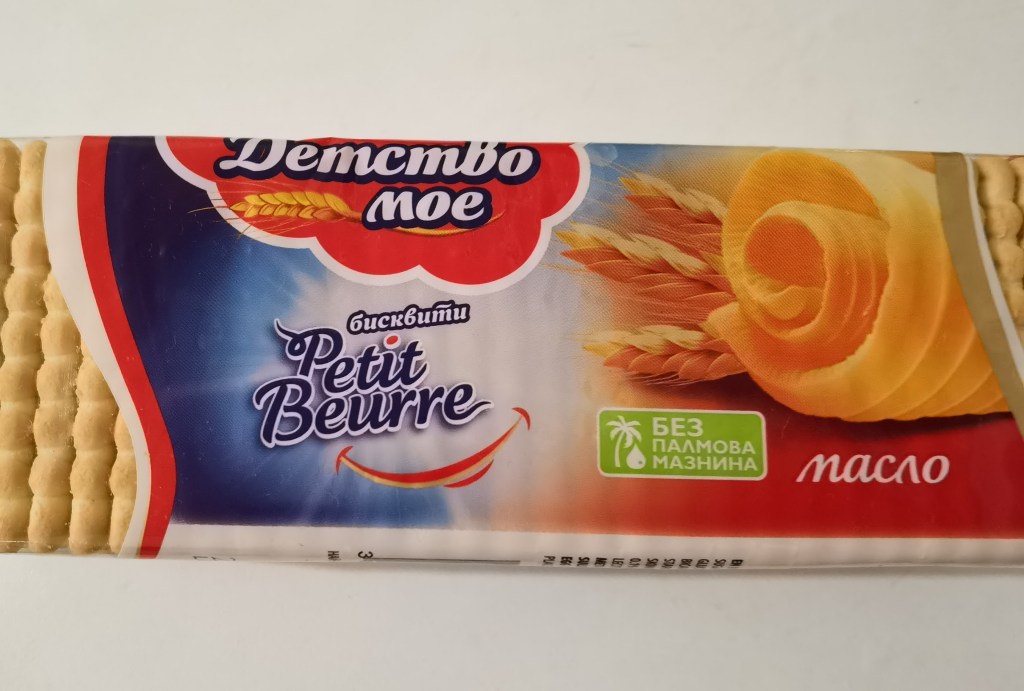 Детство
мое
бисквити
Petit
Beurre
БЕЗ
ПАЛМОВА
МАЗНИНА
масло